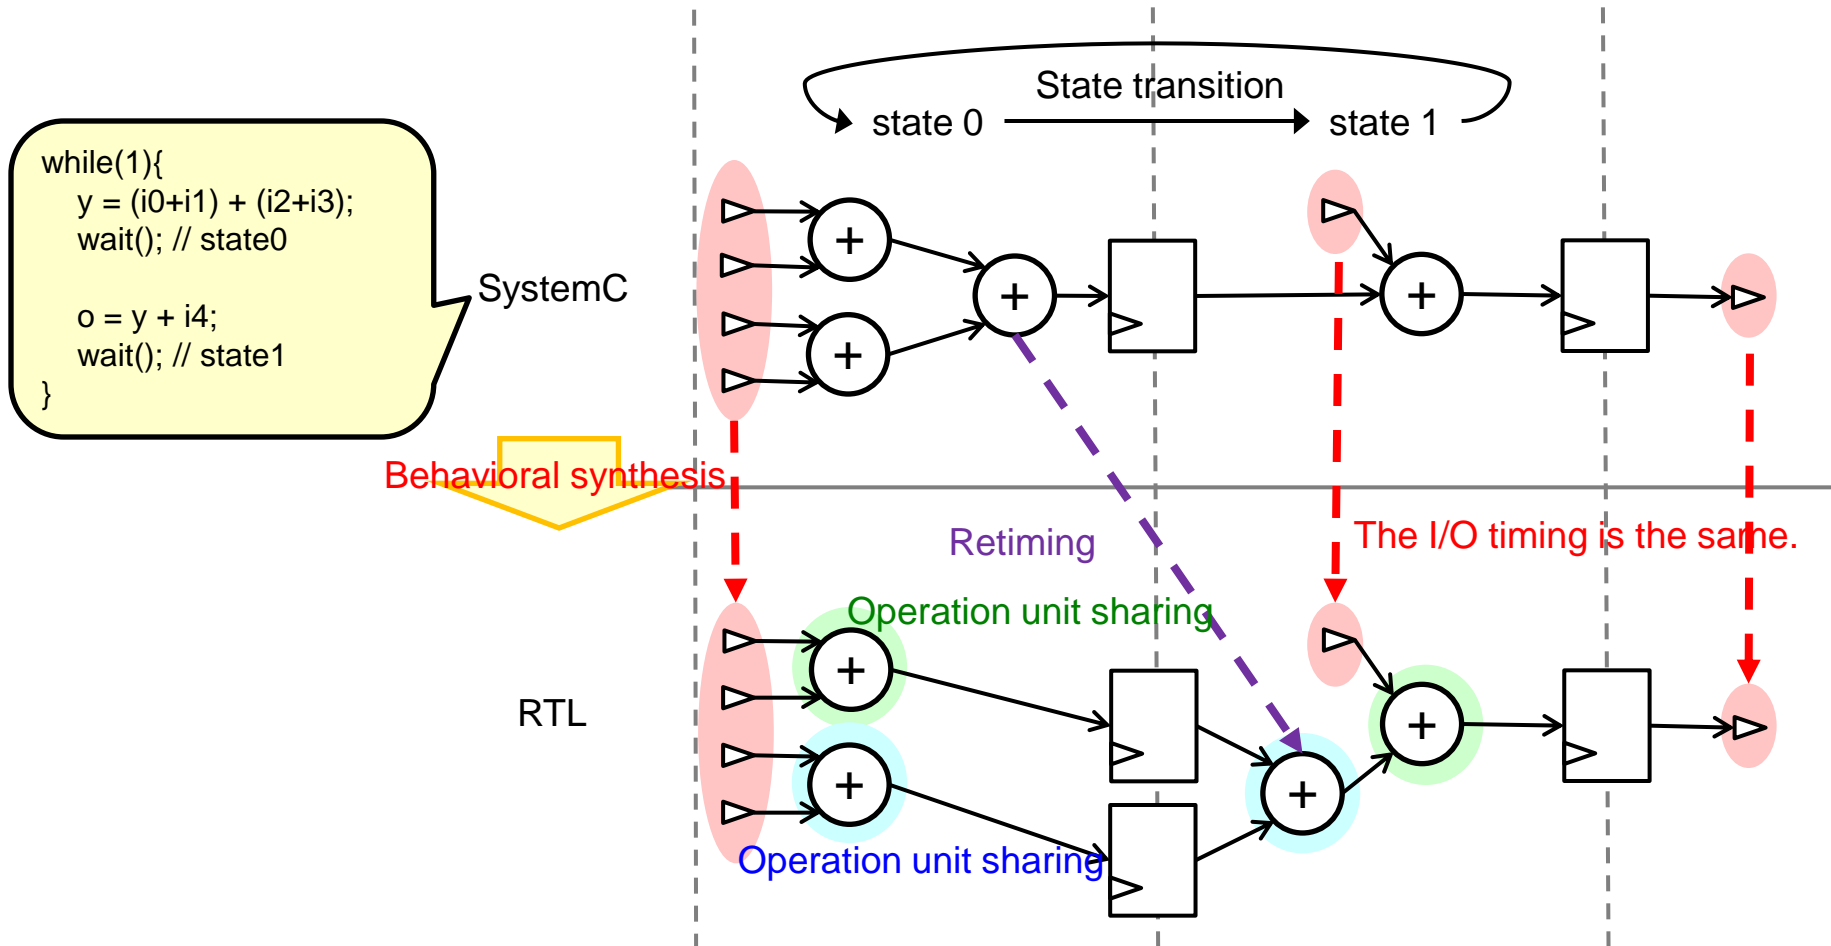 State transition
state 0
state 1
while(1){
y = (i0+i1) + (i2+i3);
wait(); // state0
o = y + i4;
wait(); // state1
}
SystemC
+
+
+
+
Behavioral synthesis
Retiming
The I/O timing is the same.
Operation unit sharing
RTL
+
+
+
+
Operation unit sharing